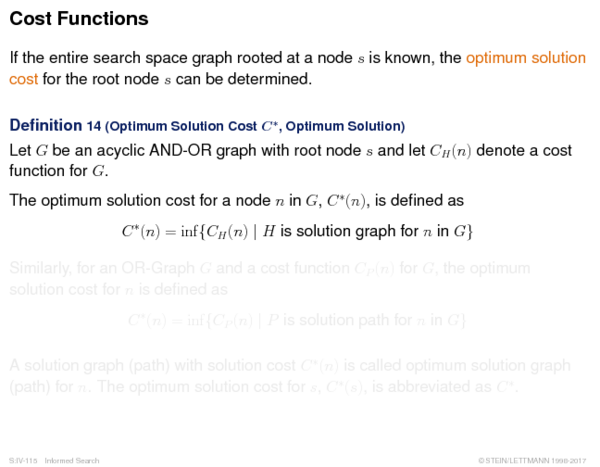 Cost Functions
If the entire search space graph rooted at a node s is known, the optimum solution
cost for the root node s can be determined.
Definition 14 (Optimum Solution Cost C*, Optimum Solution)
Let G be an acyclic AND-OR graph with root node s and let C_H(n) denote a cost
function for G.
The optimum solution cost for a node n in G, C*(n), is defined as
C*(n) = inf{C_H(n) | H is solution graph for n in G}
Similarly, for an OR-Graph G and a cost function C_P(n) for G, the optimum
solution cost for n is defined as
C*(n) = inf{C_P(n) | P is solution path for n in G}
A solution graph (path) with solution cost C*(n) is called optimum solution graph
(path) for n. The optimum solution cost for s, C*(s), is abbreviated as C*.
S:IV-115 Informed Search ©STEIN/LETTMANN 1998-2017